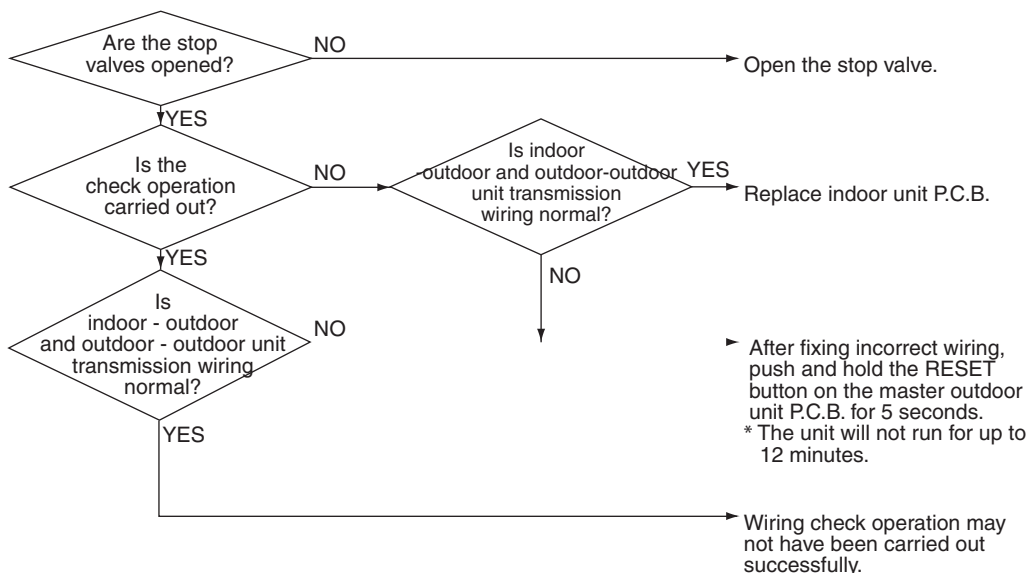 Are the stop
valves opened?
NO
Open the stop valve.
YES
Is the
check operation
carried out?
NO
Is indoor
-outdoor and outdoor-outdoor
unit transmission
wiring normal?
YES
Replace indoor unit P.C.B.
YES
NO
Is
indoor - outdoor
and outdoor - outdoor unit
transmission wiring
normal?
NO
After fixing incorrect wiring,
push and hold the RESET
button on the master outdoor
unit P.C.B. for 5 seconds.
* The unit will not run for up to
12 minutes.
YES
Wiring check operation may
not have been carried out
successfully.